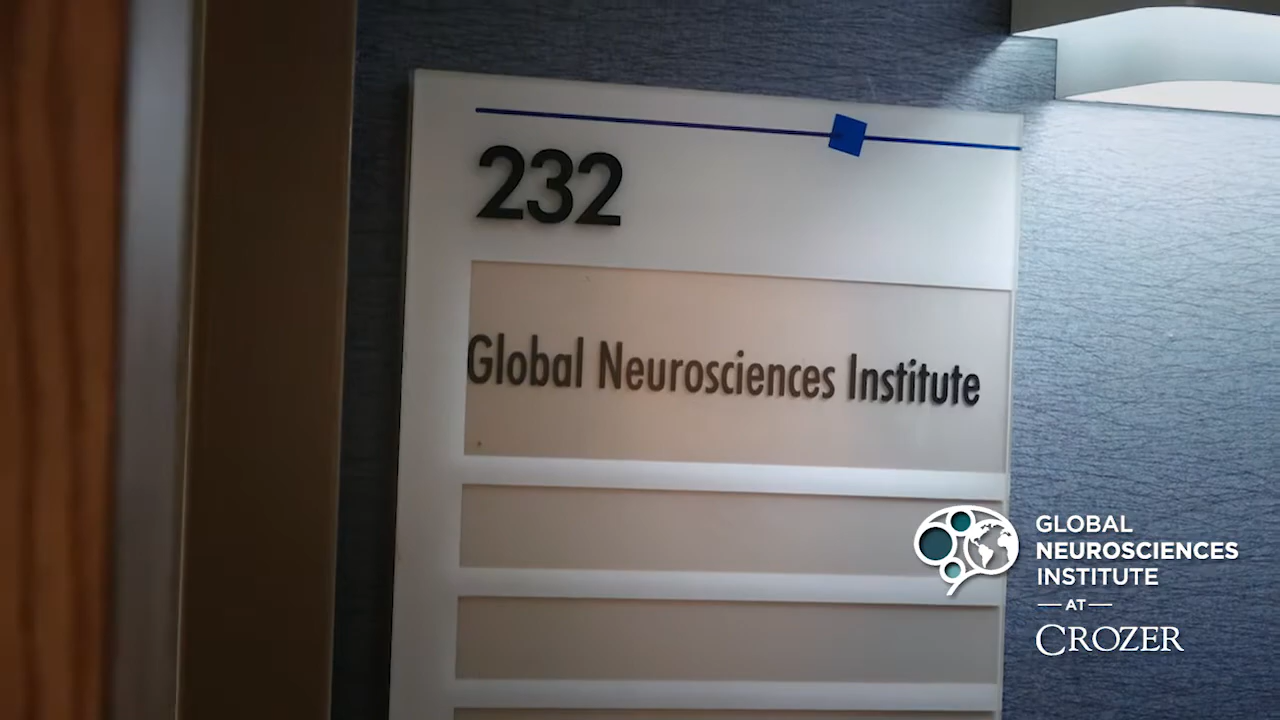 232
Global Neurosciences Institute
GLOBAL
NEUROSCIENCES
INSTITUTE
AT
CROZER